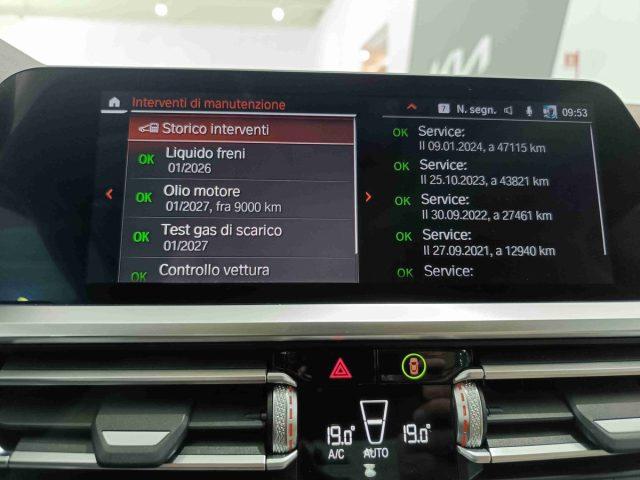 Interventi di manutenzione
7 N. segn. 09:53
Storico interventi
OK Liquido freni
01/2026
OK Olio motore
01/2027, fra 9000 km
OK Test gas di scarico
01/2027
OK Controllo vettura
OK Service:
Il 09.01.2024, a 47115 km
OK Service:
Il 25.10.2023, a 43821 km
OK Service:
Il 30.09.2022, a 27461 km
OK Service:
Il 27.09.2021, a 12940 km
OK Service:
19.0° 19.0°
A/C AUTO